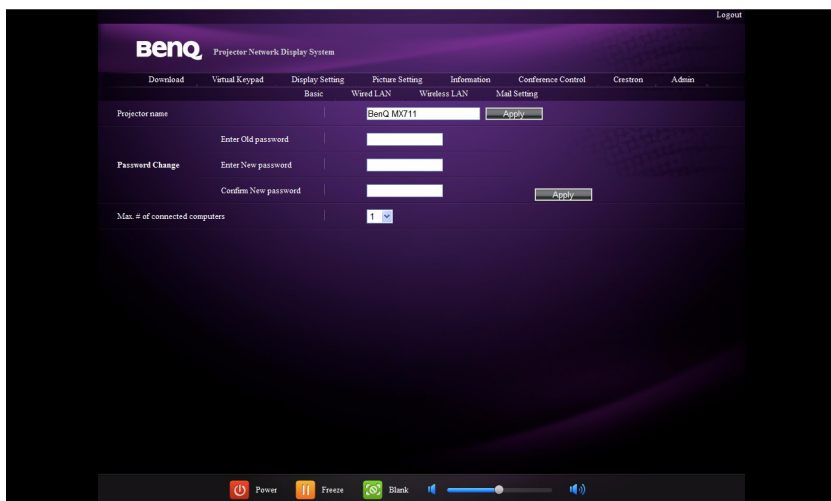 Logout
BenQ Projector Network Display System
Download Virtual Keypad Display Setting Picture Setting Information Conference Control Crestron Admin
Basic Wired LAN Wireless LAN Mail Setting
Projector name BenQ MX711 Apply
Enter Old password
Password Change Enter New password
Confirm New password Apply
Max. # of connected computers 1
Power Freeze Blank